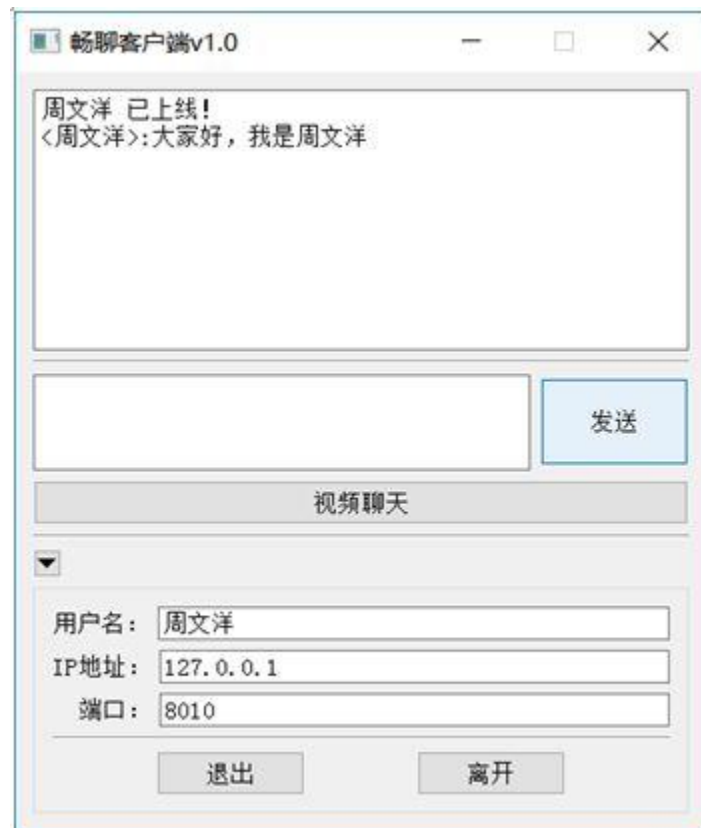 畅聊客户端v1.0
周文洋 已上线!
<周文洋>:大家好，我是周文洋
发送
视频聊天
用户名： 周文洋
IP地址： 127.0.0.1
端口： 8010
退出 离开